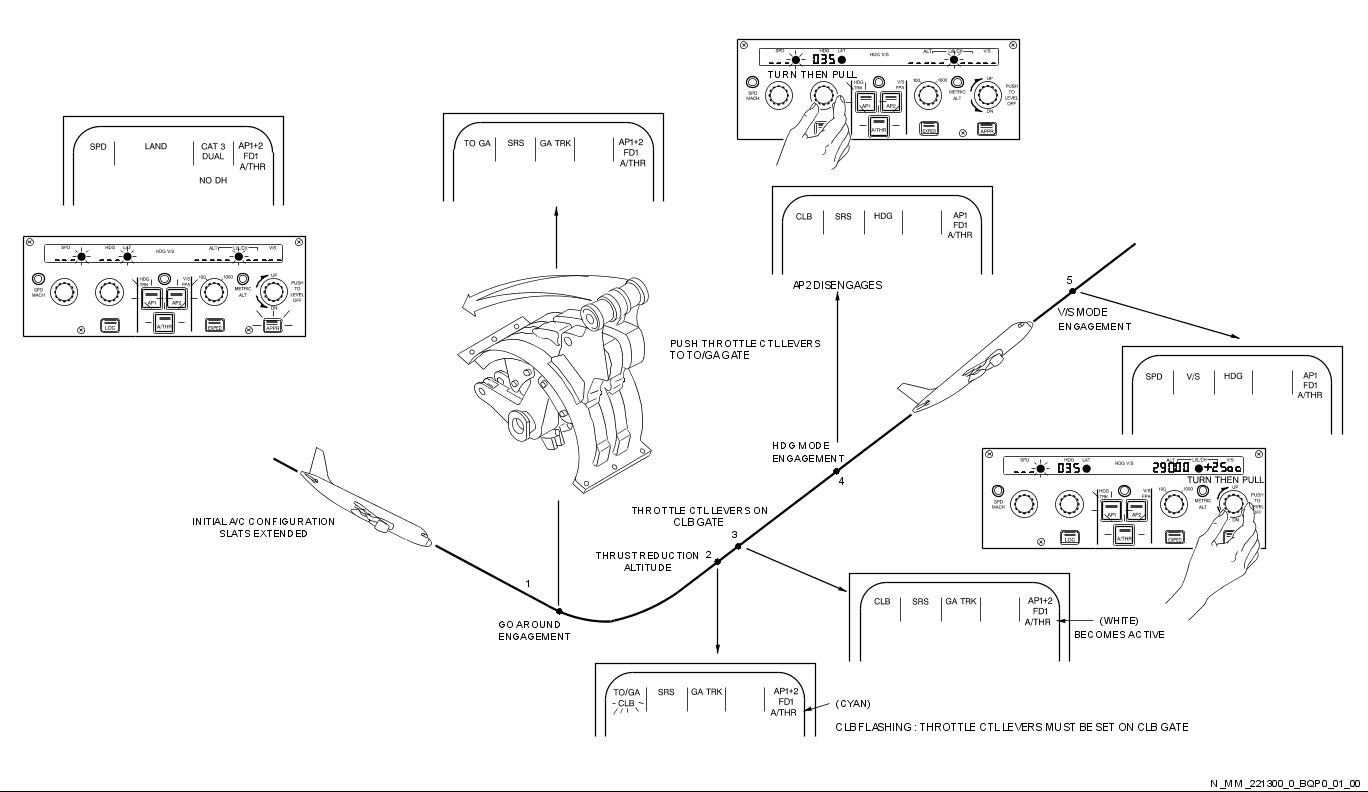 SPD HDG LAT HDG V/S ALT LVL/CH V/S
035
TURN THEN PULL
SPD
MACH
HDG
TRK
V/S
FPA
AP1 AP2
A/THR
100 1000
METRIC
ALT
EXPED
UP
DN
PUSH
TO
LEVEL
OFF
APPR
SPD LAND CAT 3 AP1+2
DUAL FD1
A/THR
NO DH
TO GA SRS GA TRK AP1+2
FD1
A/THR
SPD HDG LAT HDG V/S ALT LVL/CH V/S
SPD
MACH
LOC
HDG
TRK
V/S
FPA
AP1 AP2
A/THR
100 1000
METRIC
ALT
EXPED
UP
DN
PUSH
TO
LEVEL
OFF
APPR
CLB SRS HDG AP1
FD1
A/THR
AP2 DISENGAGES
PUSH THROTTLE CTL LEVERS
TO TO/GA GATE
5
V/S MODE
ENGAGEMENT
SPD V/S HDG AP1
FD1
A/THR
HDG MODE
ENGAGEMENT
4
SPD HDG LAT HDG V/S ALT LVL/CH V/S
035 29000 +25oo
TURN THEN PULL
SPD
MACH
LOC
HDG
TRK
V/S
FPA
AP1 AP2
A/THR
100 1000
METRIC
ALT
EXPED
UP
DN
PUSH
TO
LEVEL
OFF
INITIAL A/C CONFIGURATION
SLATS EXTENDED
THROTTLE CTL LEVERS ON
CLB GATE
3
THRUST REDUCTION 2
ALTITUDE
1
GO AROUND
ENGAGEMENT
CLB SRS GA TRK AP1+2
FD1
A/THR
(WHITE)
BECOMES ACTIVE
TO/GA SRS GA TRK AP1+2
CLB FD1
A/THR
(CYAN)
CLB FLASHING : THROTTLE CTL LEVERS MUST BE SET ON CLB GATE
N_MM_221300_0_BQP0_01_00